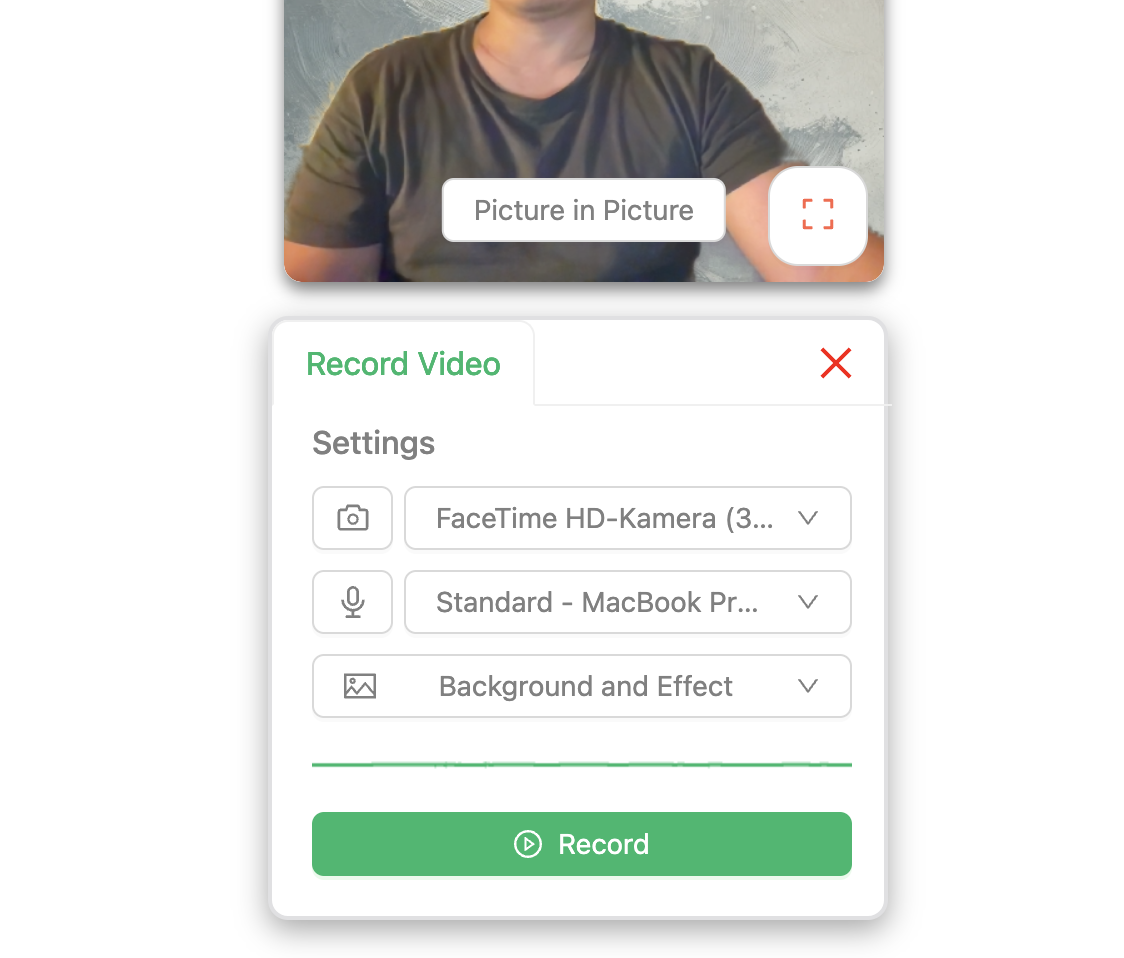 Picture in Picture
Record Video
Settings
FaceTime HD-Kamera (3...
Standard - MacBook Pr...
Background and Effect
Record